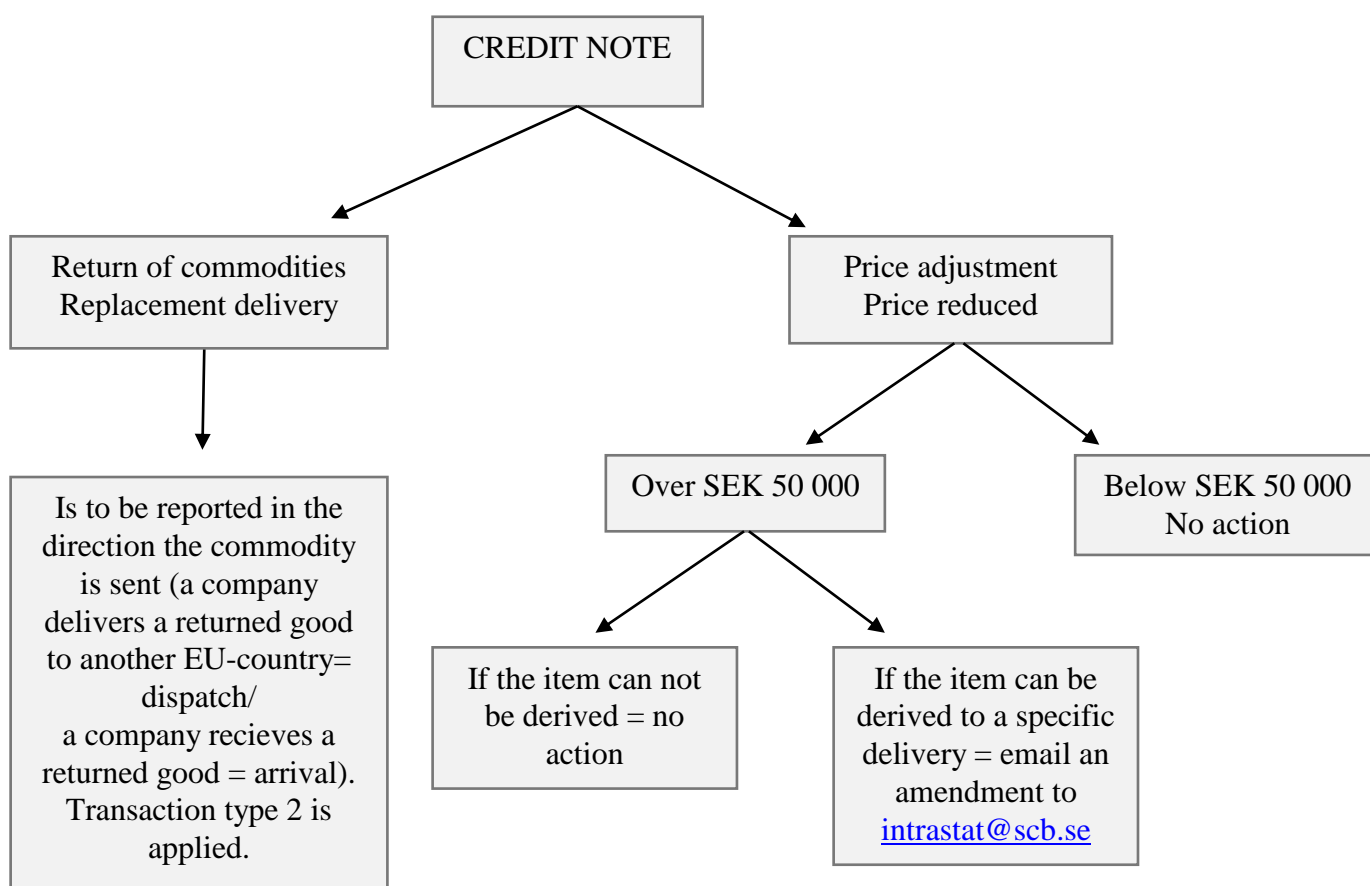 CREDIT NOTE
Return of commodities
Replacement delivery
Price adjustment
Price reduced
Is to be reported in the
direction the commodity
is sent (a company
delivers a returned good
to another EU-country=
dispatch/
a company recieves a
returned good = arrival).
Transaction type 2 is
applied.
Over SEK 50 000
Below SEK 50 000
No action
If the item can not
be derived = no
action
If the item can be
derived to a specific
delivery = email an
amendment to
intrastat@scb.se